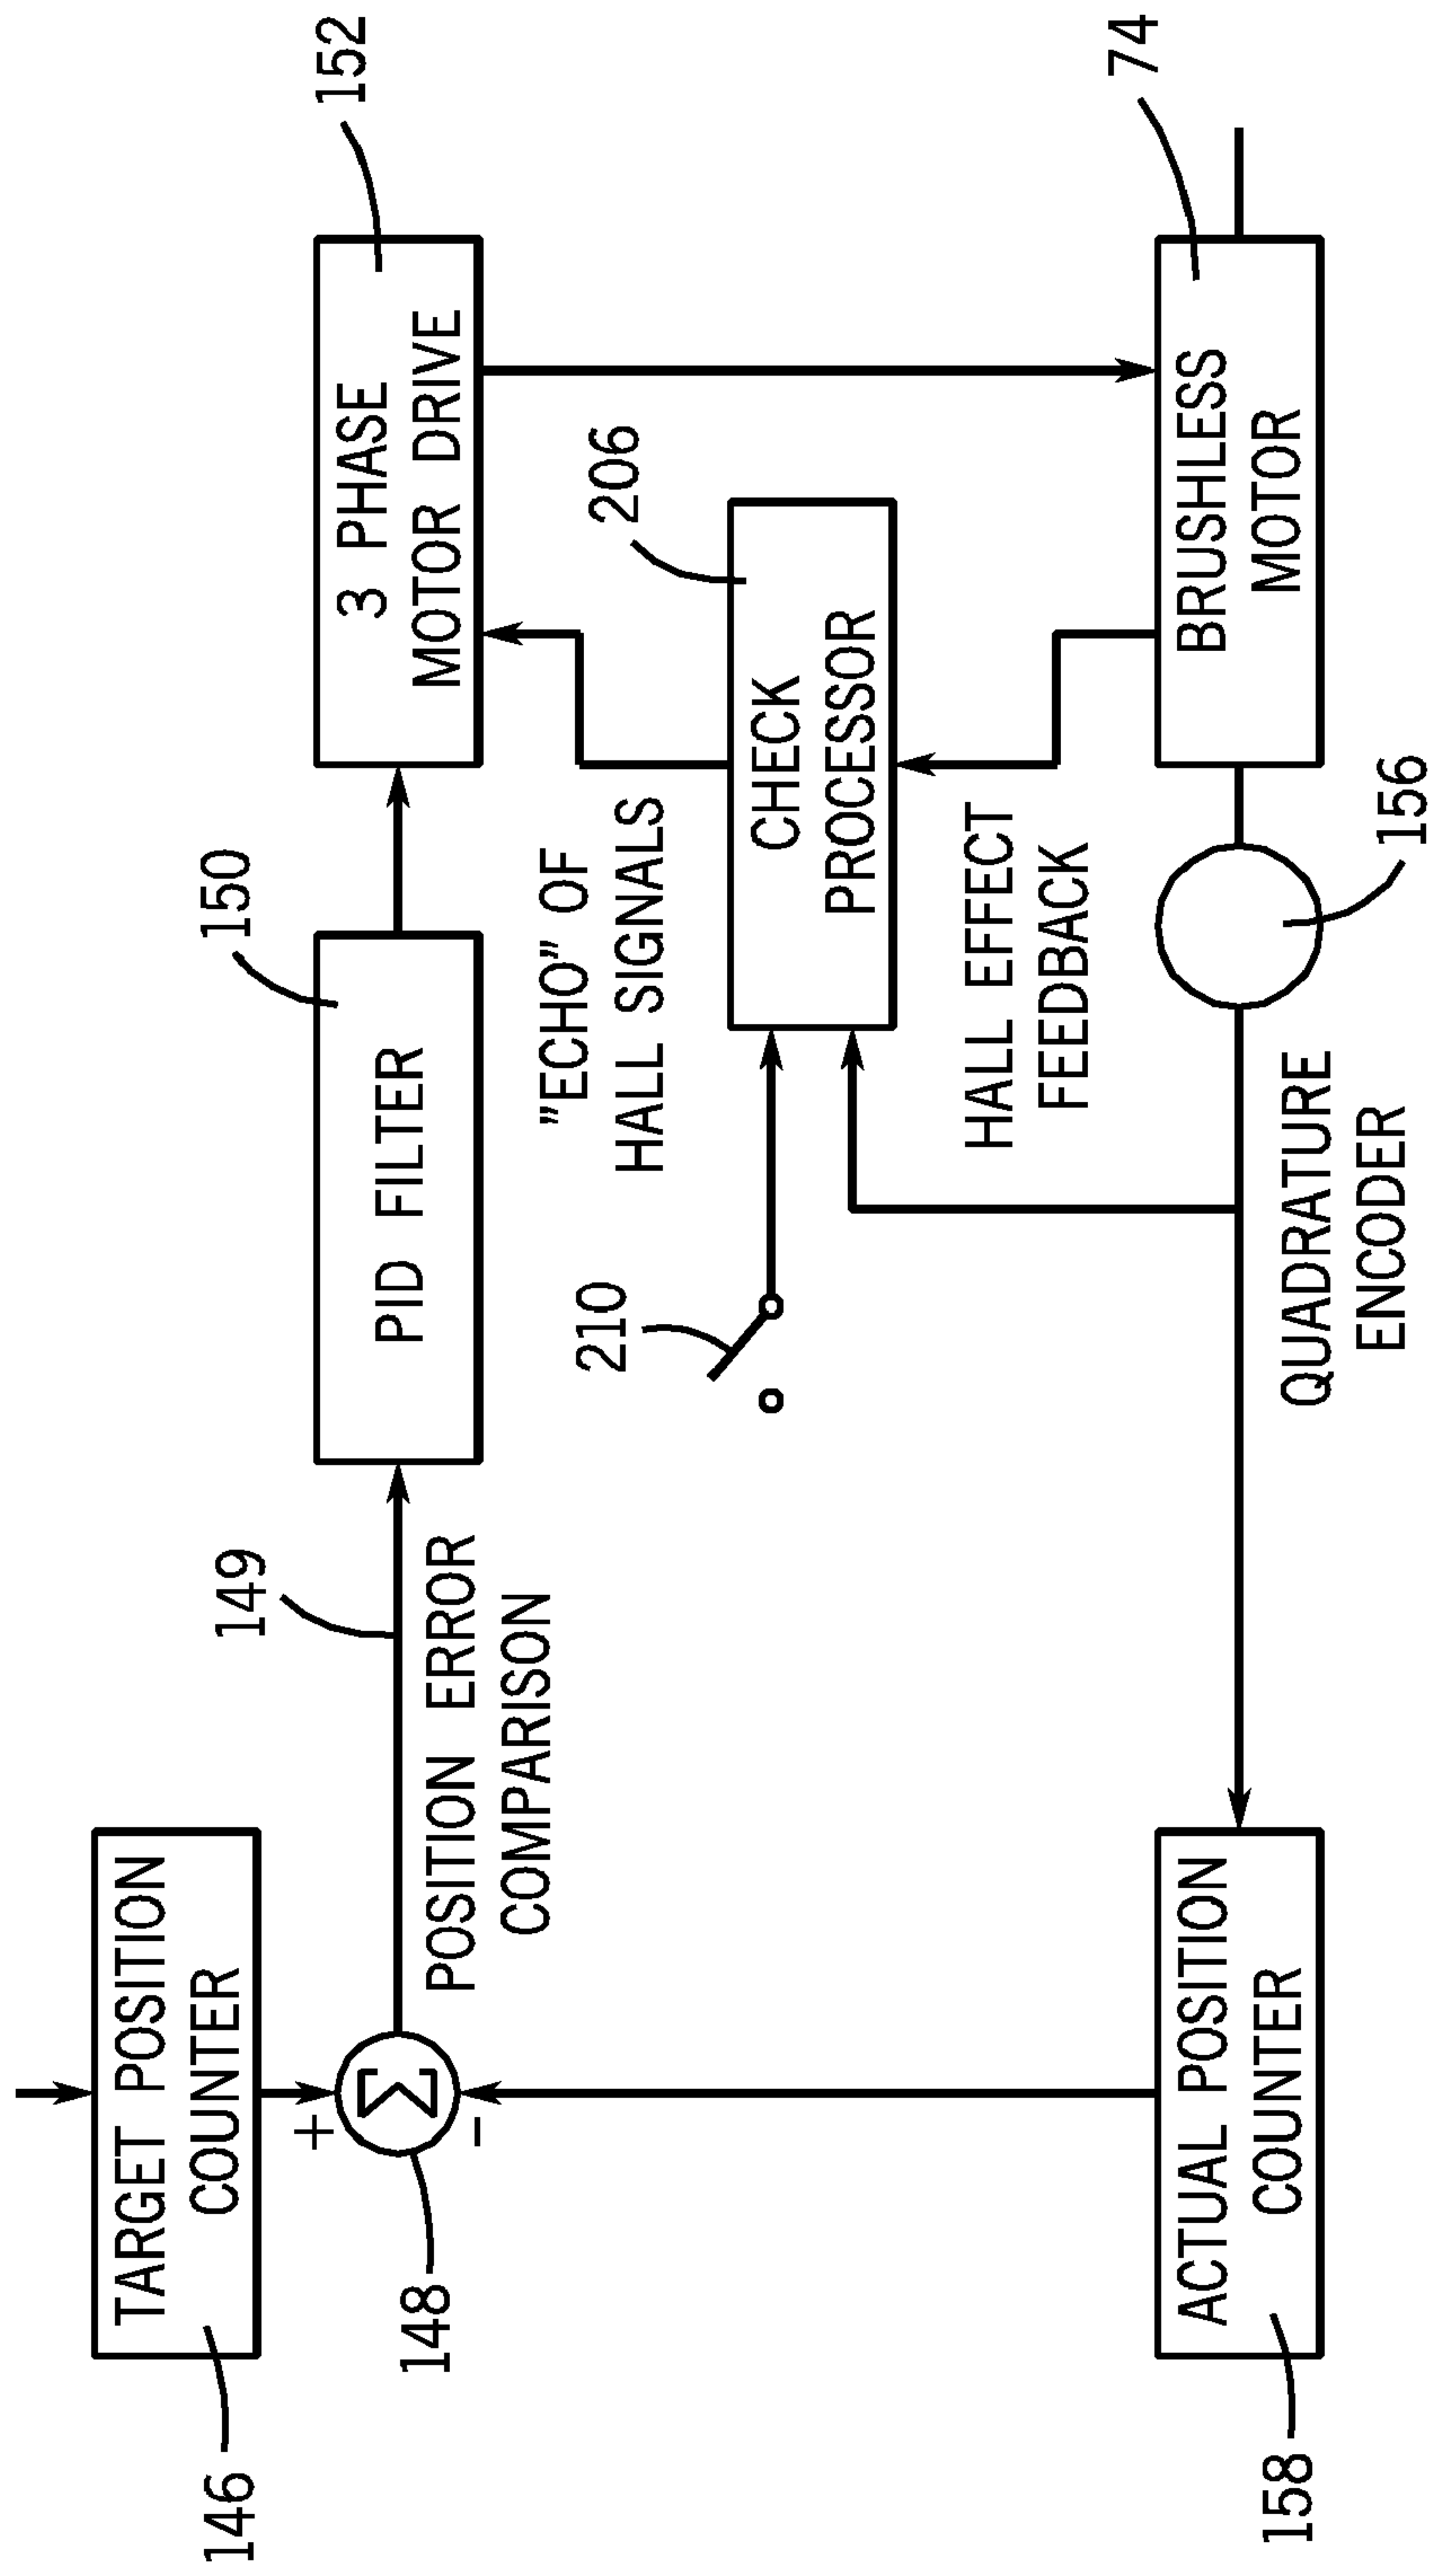 TARGET POSITION
COUNTER
146
+
Σ
-
148
149
POSITION ERROR
COMPARISON
150
PID FILTER
152
3 PHASE
MOTOR DRIVE
"ECHO" OF
HALL SIGNALS
206
CHECK
PROCESSOR
210
HALL EFFECT
FEEDBACK
74
BRUSHLESS
MOTOR
156
QUADRATURE
ENCODER
ACTUAL POSITION
COUNTER
158